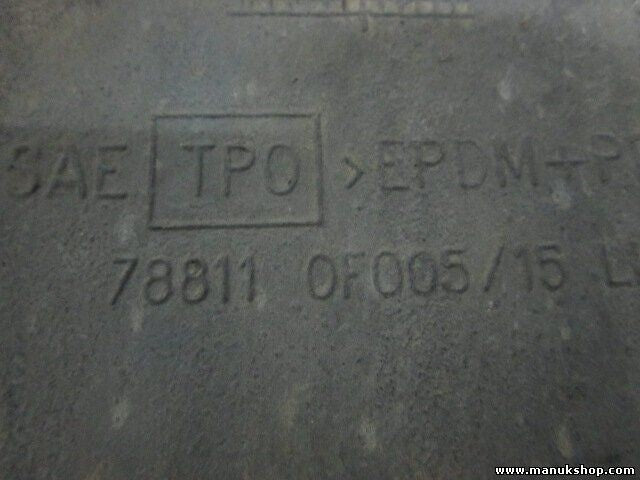 SAE TPO >EPDM+P
78811 0F005/15 L
www.manukshop.com